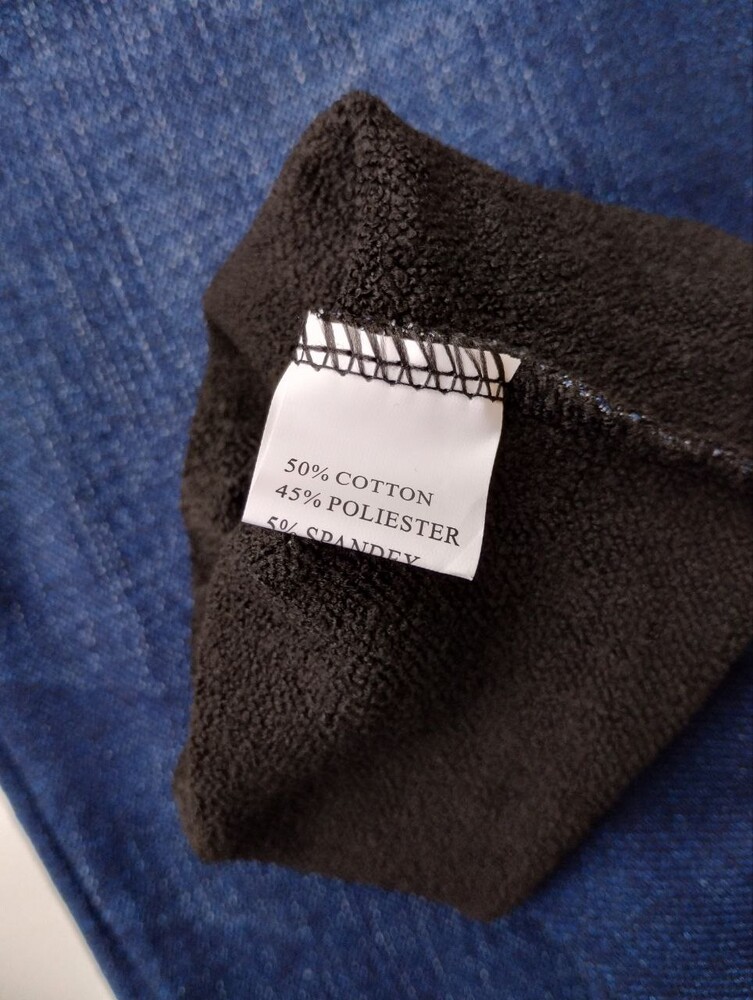 50% COTTON
45% POLIESTER
5% SPANDEX